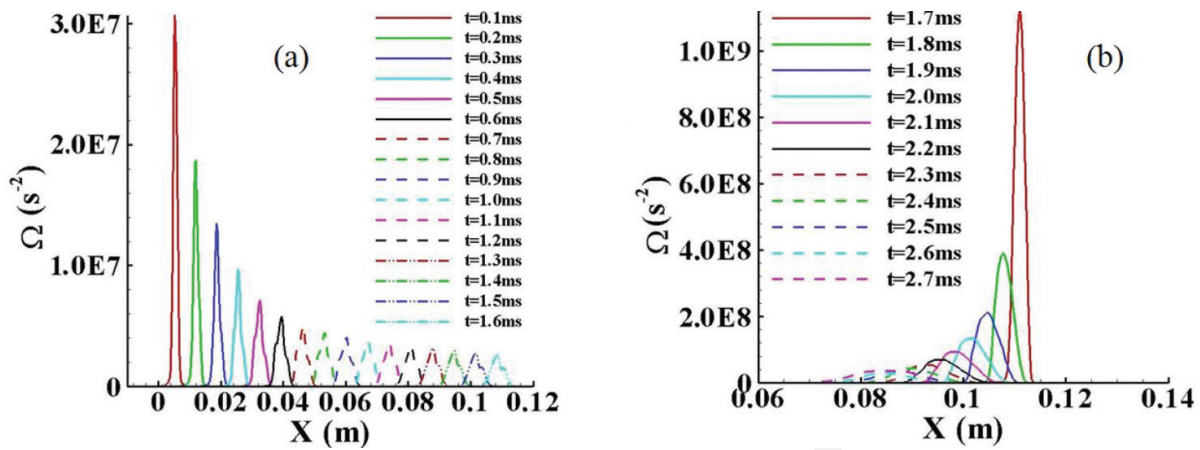 3.0E7
2.0E7
1.0E7
0
Ω (s⁻²)
(a)
t=0.1ms
t=0.2ms
t=0.3ms
t=0.4ms
t=0.5ms
t=0.6ms
t=0.7ms
t=0.8ms
t=0.9ms
t=1.0ms
t=1.1ms
t=1.2ms
t=1.3ms
t=1.4ms
t=1.5ms
t=1.6ms
0 0.02 0.04 0.06 0.08 0.1 0.12
X (m)
1.0E9
8.0E8
6.0E8
4.0E8
2.0E8
0
Ω (s⁻²)
(b)
t=1.7ms
t=1.8ms
t=1.9ms
t=2.0ms
t=2.1ms
t=2.2ms
t=2.3ms
t=2.4ms
t=2.5ms
t=2.6ms
t=2.7ms
0.06 0.08 0.1 0.12 0.14
X (m)